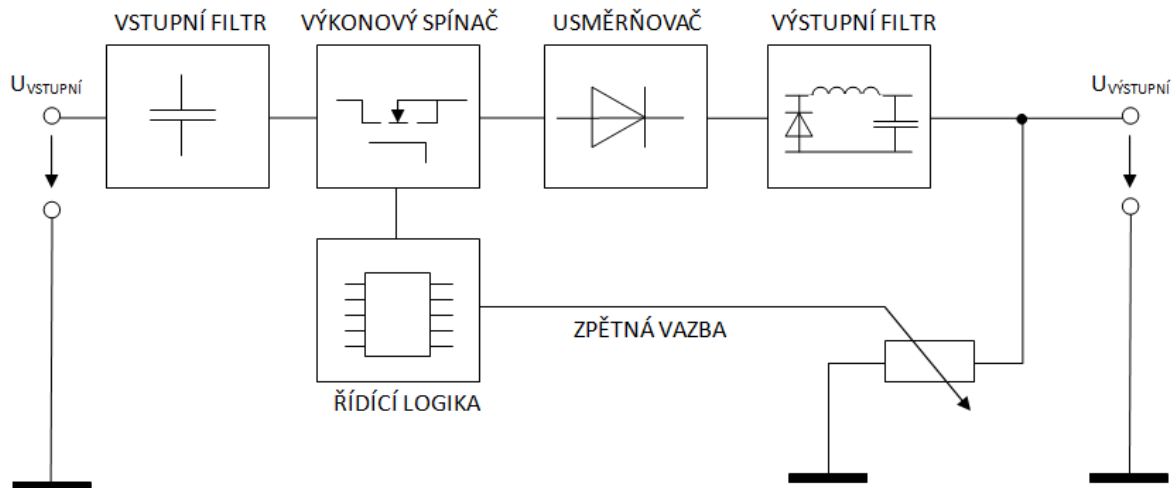 VSTUPNÍ FILTR
VÝKONOVÝ SPÍNAČ
USMĚRŇOVAČ
VÝSTUPNÍ FILTR
UVSTUPNÍ
UVÝSTUPNÍ
ZPĚTNÁ VAZBA
ŘÍDÍCÍ LOGIKA